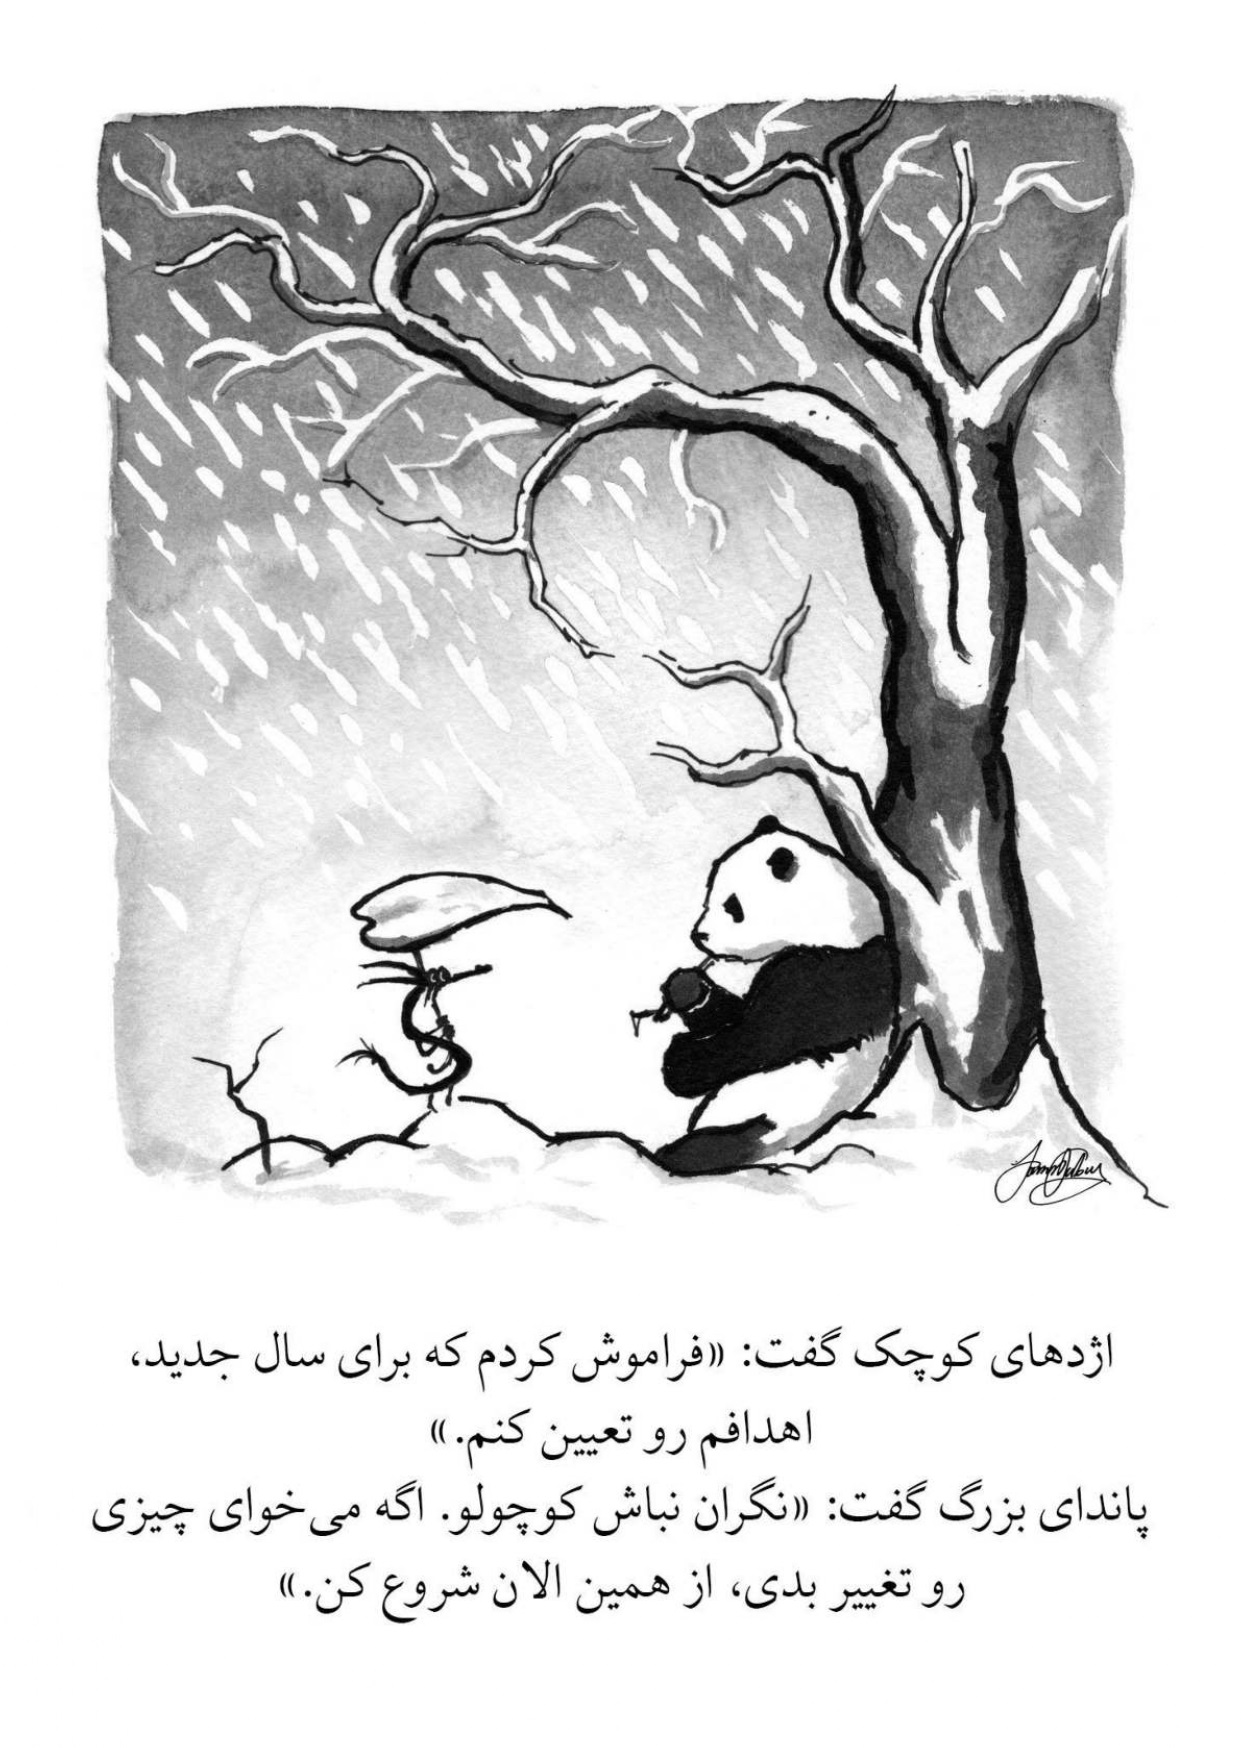 اژدهای کوچک گفت: «فراموش کردم که برای سال جدید،
اهدافم رو تعیین کنم.»
پاندای بزرگ گفت: «نگران نباش کوچولو. اگه می‌خوای چیزی
رو تغییر بدی، از همین الان شروع کن.»